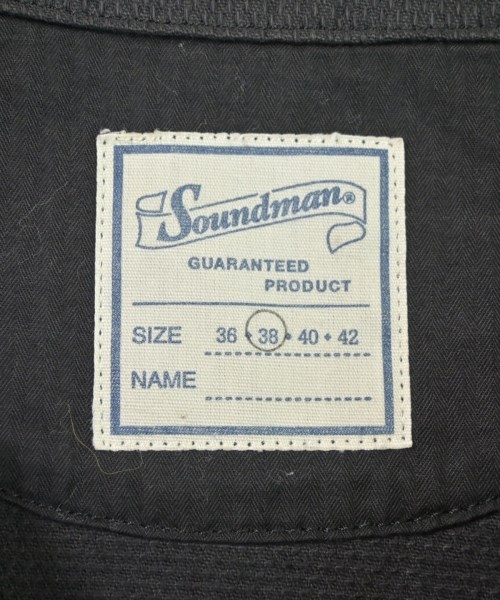 Soundman®
GUARANTEED
PRODUCT
SIZE 36 • 38 • 40 • 42
NAME